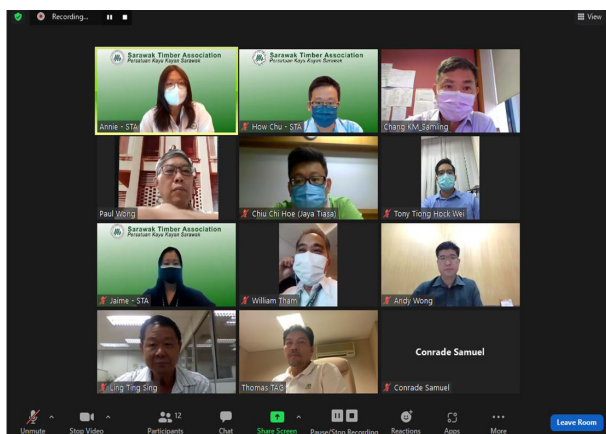 Recording...
View
Sarawak Timber Association
Persatuan Kayu Kayan Sarawak
Annie - STA
Sarawak Timber Association
Persatuan Kayu Kayan Sarawak
How Chu - STA
Chang KM_Samling
Paul Wong
Chiu Chi Hoe (Jaya Tiasa)
Tony Tiong Hock Wei
Sarawak Timber Association
Persatuan Kayu Kayan Sarawak
Jaime - STA
William Tham
Andy Wong
Ling Ting Sing
Thomas TAG
Conrade Samuel
Conrade Samuel
12
Unmute
Stop Video
Participants
Chat
Share Screen
Pause/Stop Recording
Reactions
Apps
More
Leave Room